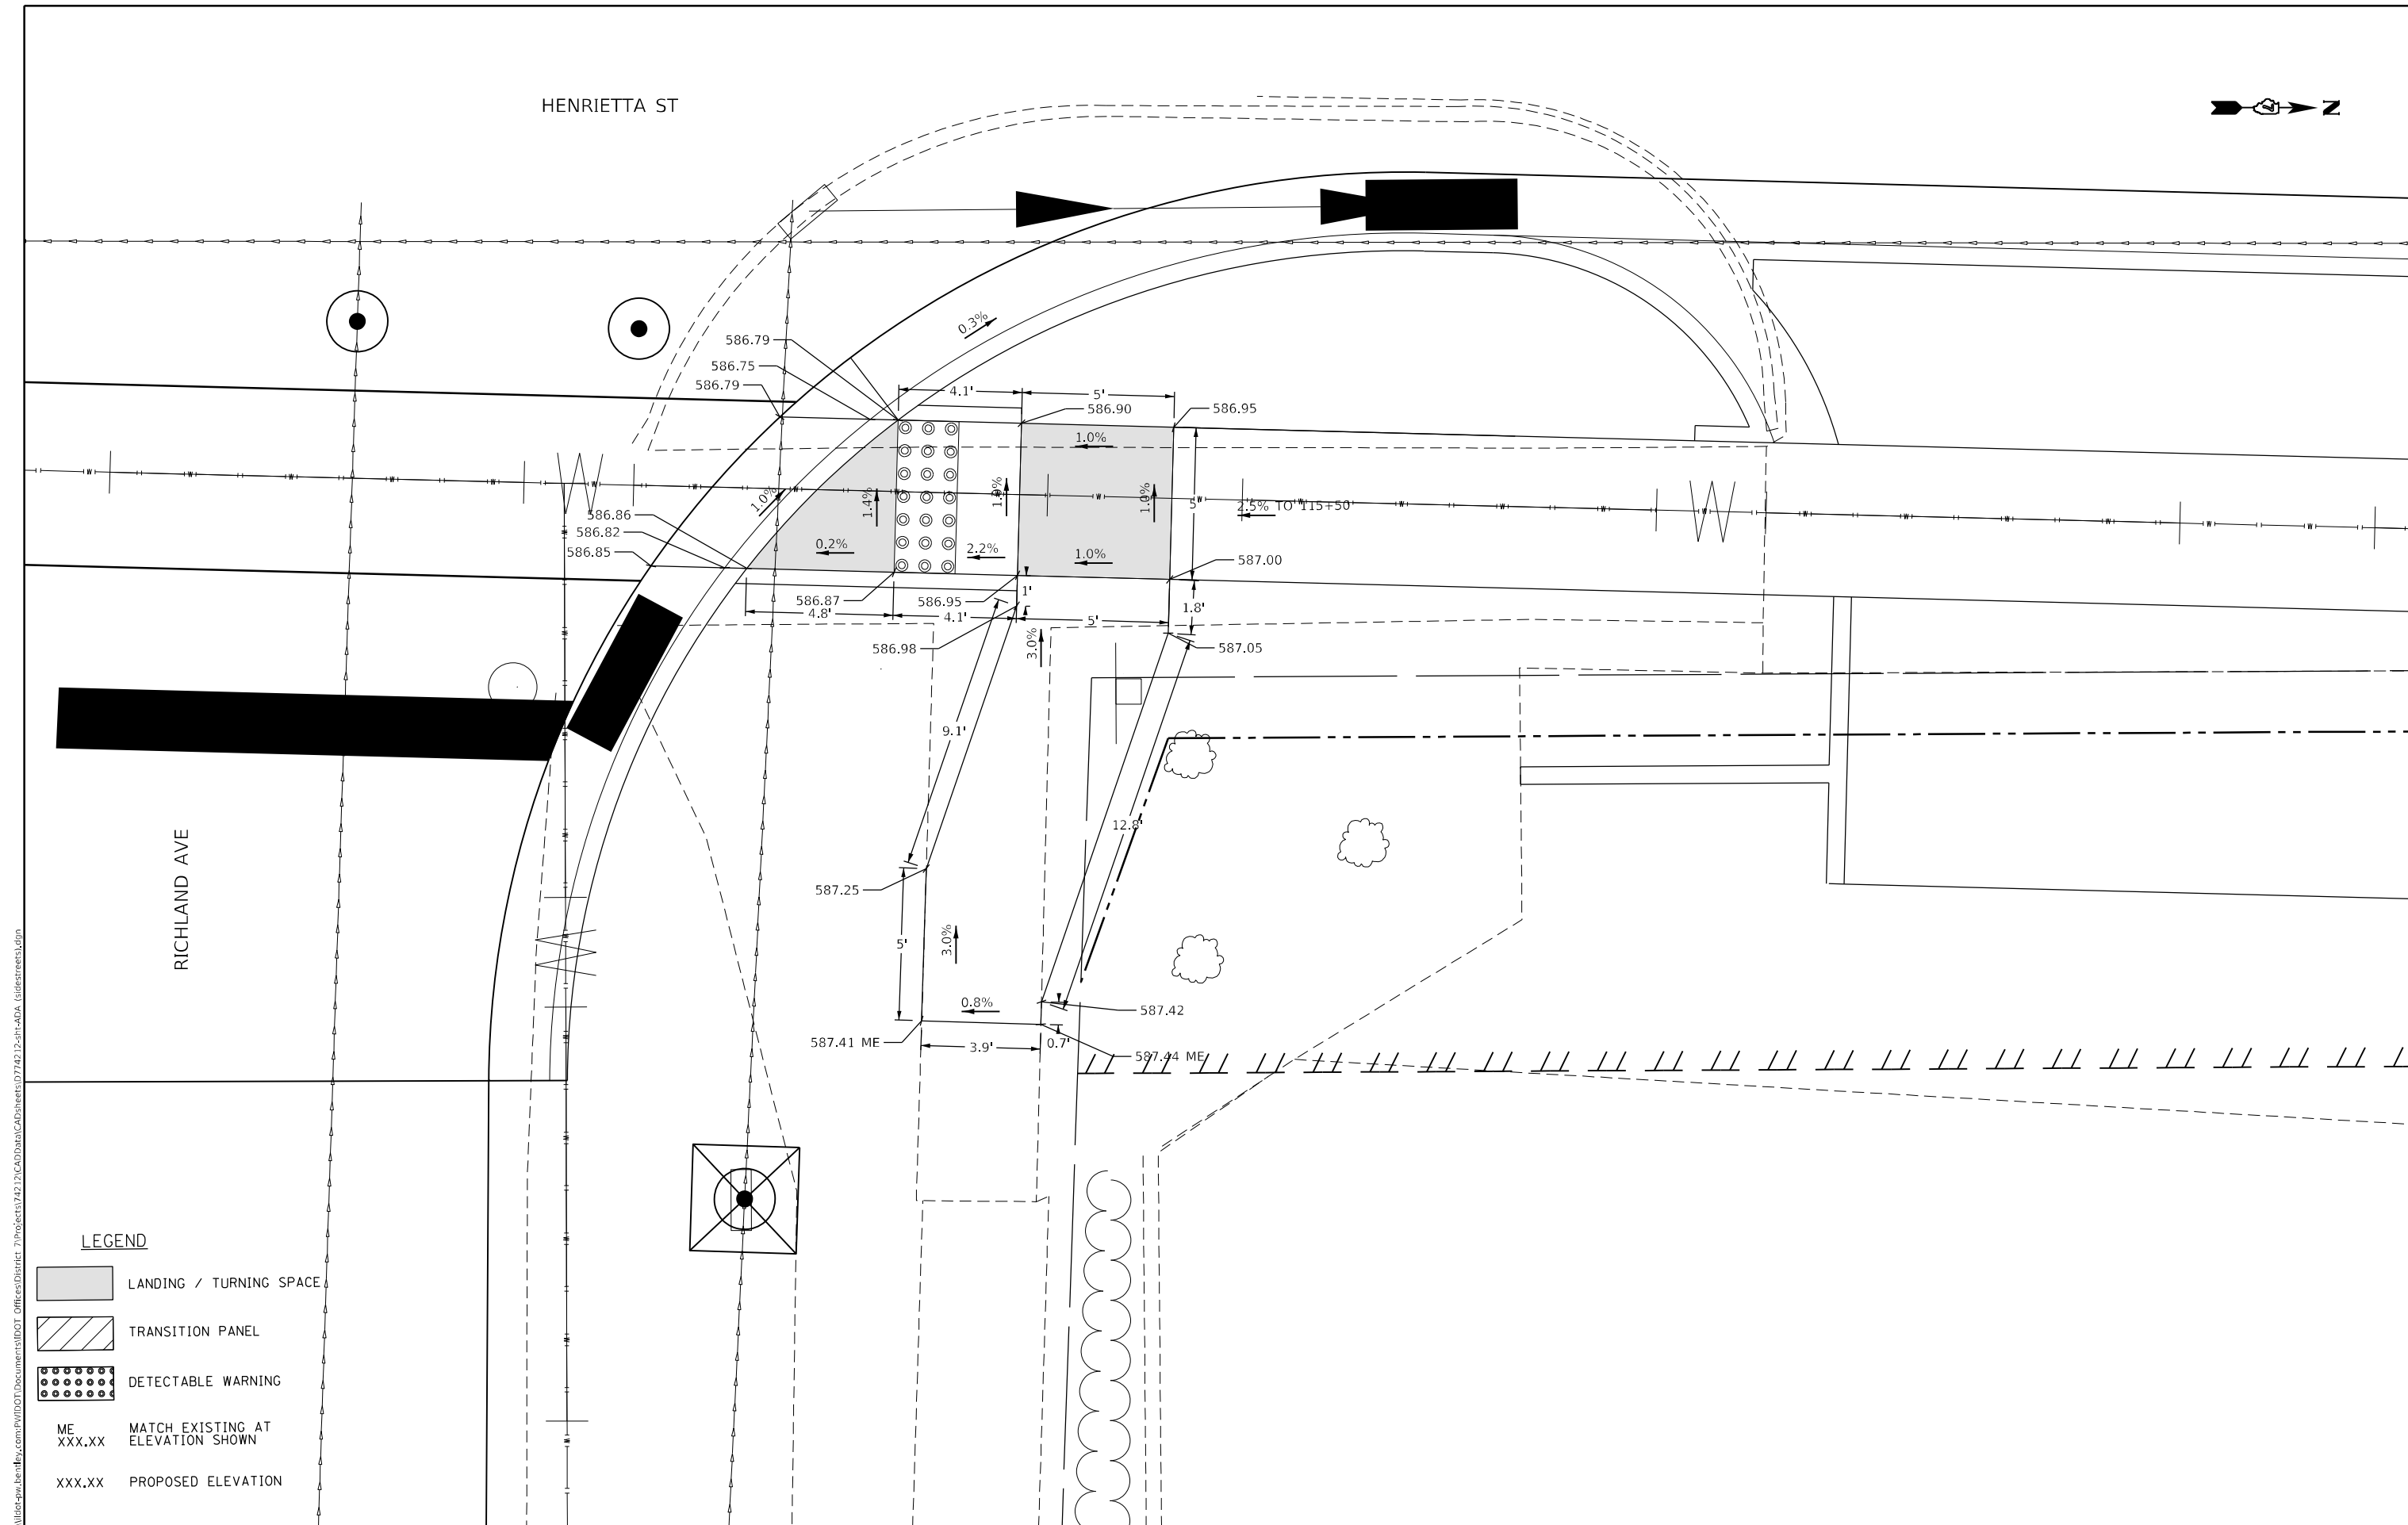 HENRIETTA ST
N
0.3%
586.79
586.75
586.79
4.1'
5'
586.90
586.95
1.0%
1.0%
1.4%
1.9%
1.0%
5'
2.5% TO 115+50
586.86
586.82
586.85
0.2%
2.2%
1.0%
587.00
586.87
586.95
1'
4.8'
4.1'
5'
1.8'
586.98
3.0%
587.05
9.1'
12.8'
587.25
5'
3.0%
0.8%
587.42
587.41 ME
3.9'
0.7'
587.44 ME
RICHLAND AVE
LEGEND
LANDING / TURNING SPACE
TRANSITION PANEL
DETECTABLE WARNING
ME
XXX.XX
MATCH EXISTING AT
ELEVATION SHOWN
XXX.XX
PROPOSED ELEVATION